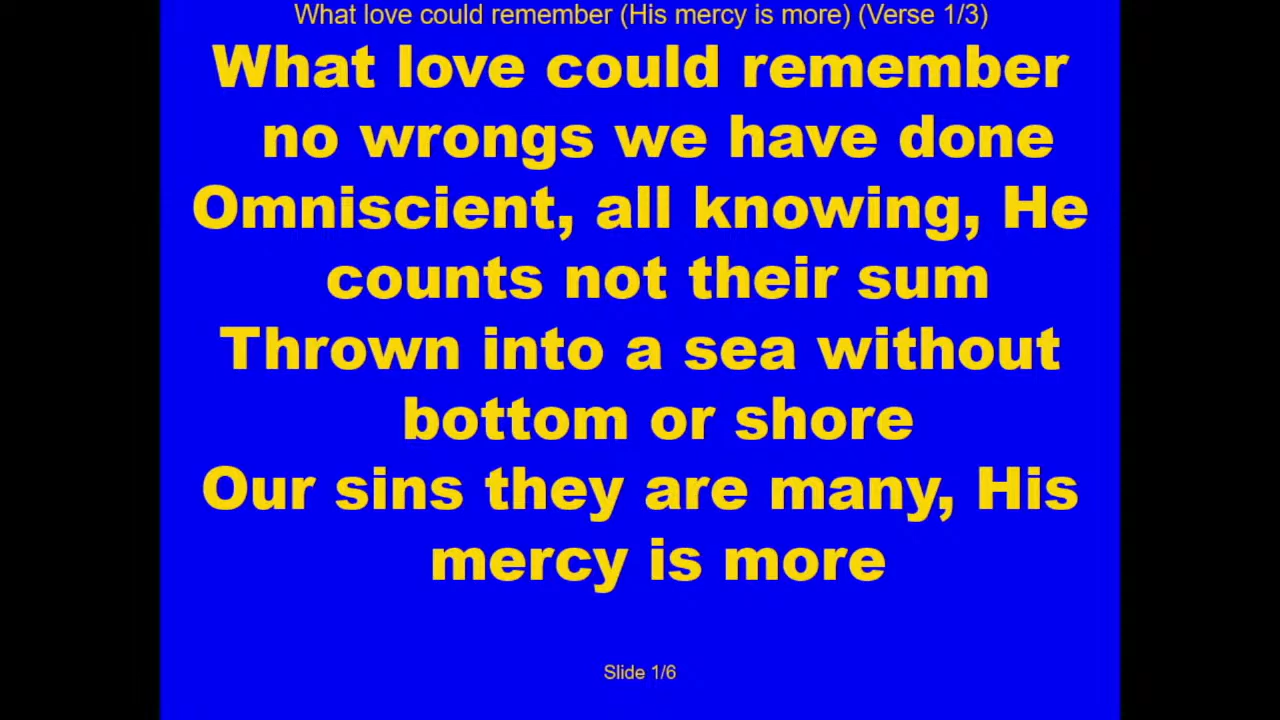 What love could remember (His mercy is more) (Verse 1/3)
What love could remember
no wrongs we have done
Omniscient, all knowing, He
counts not their sum
Thrown into a sea without
bottom or shore
Our sins they are many, His
mercy is more
Slide 1/6